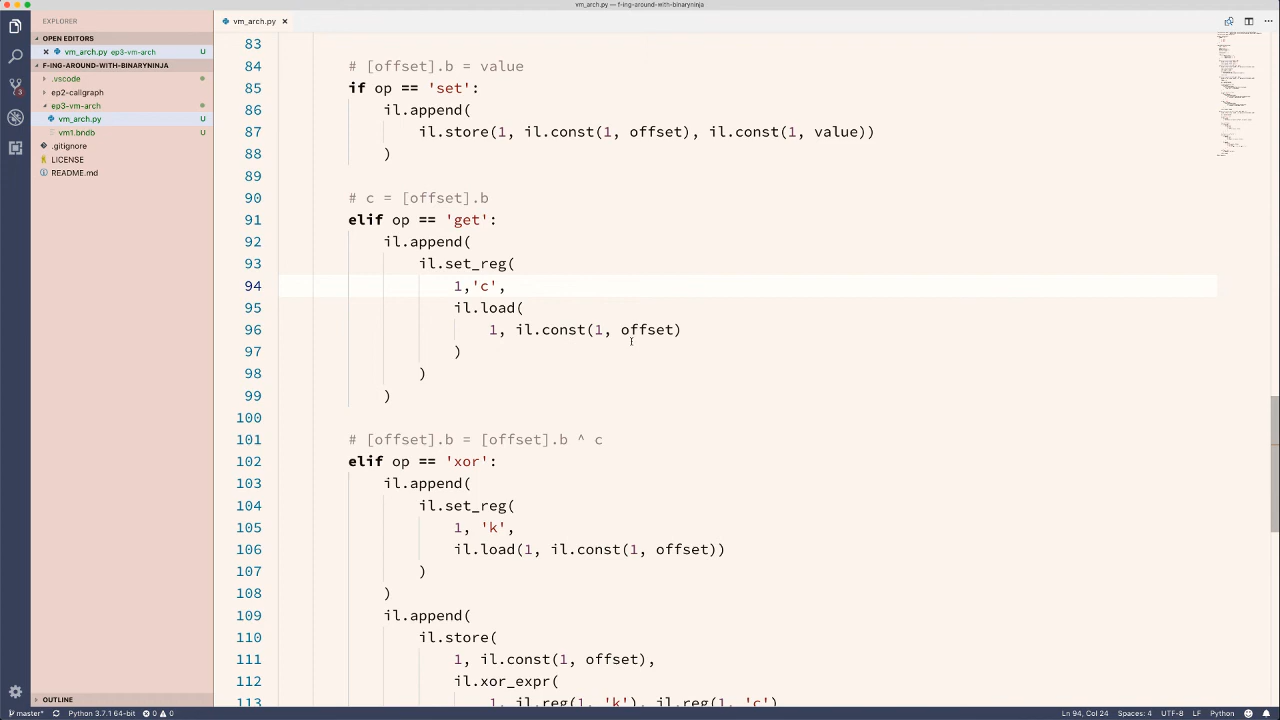 vm_arch.py — f-ing-around-with-binaryninja
EXPLORER
vm_arch.py
OPEN EDITORS
vm_arch.py ep3-vm-arch U
F-ING-AROUND-WITH-BINARYNINJA
.vscode
ep2-callgraph
ep3-vm-arch
vm_arch.py U
vm1.bndb U
.gitignore
LICENSE
README.md
3
83
84 # [offset].b = value
85 if op == 'set':
86 il.append(
87 il.store(1, il.const(1, offset), il.const(1, value))
88 )
89
90 # c = [offset].b
91 elif op == 'get':
92 il.append(
93 il.set_reg(
94 1,'c',
95 il.load(
96 1, il.const(1, offset)
97 )
98 )
99 )
100
101 # [offset].b = [offset].b ^ c
102 elif op == 'xor':
103 il.append(
104 il.set_reg(
105 1, 'k',
106 il.load(1, il.const(1, offset))
107 )
108 )
109 il.append(
110 il.store(
111 1, il.const(1, offset),
112 il.xor_expr(
113 1, il.reg(1, 'k'), il.reg(1, 'c')
OUTLINE
master* Python 3.7.1 64-bit 0 0 Ln 94, Col 24 Spaces: 4 UTF-8 LF Python